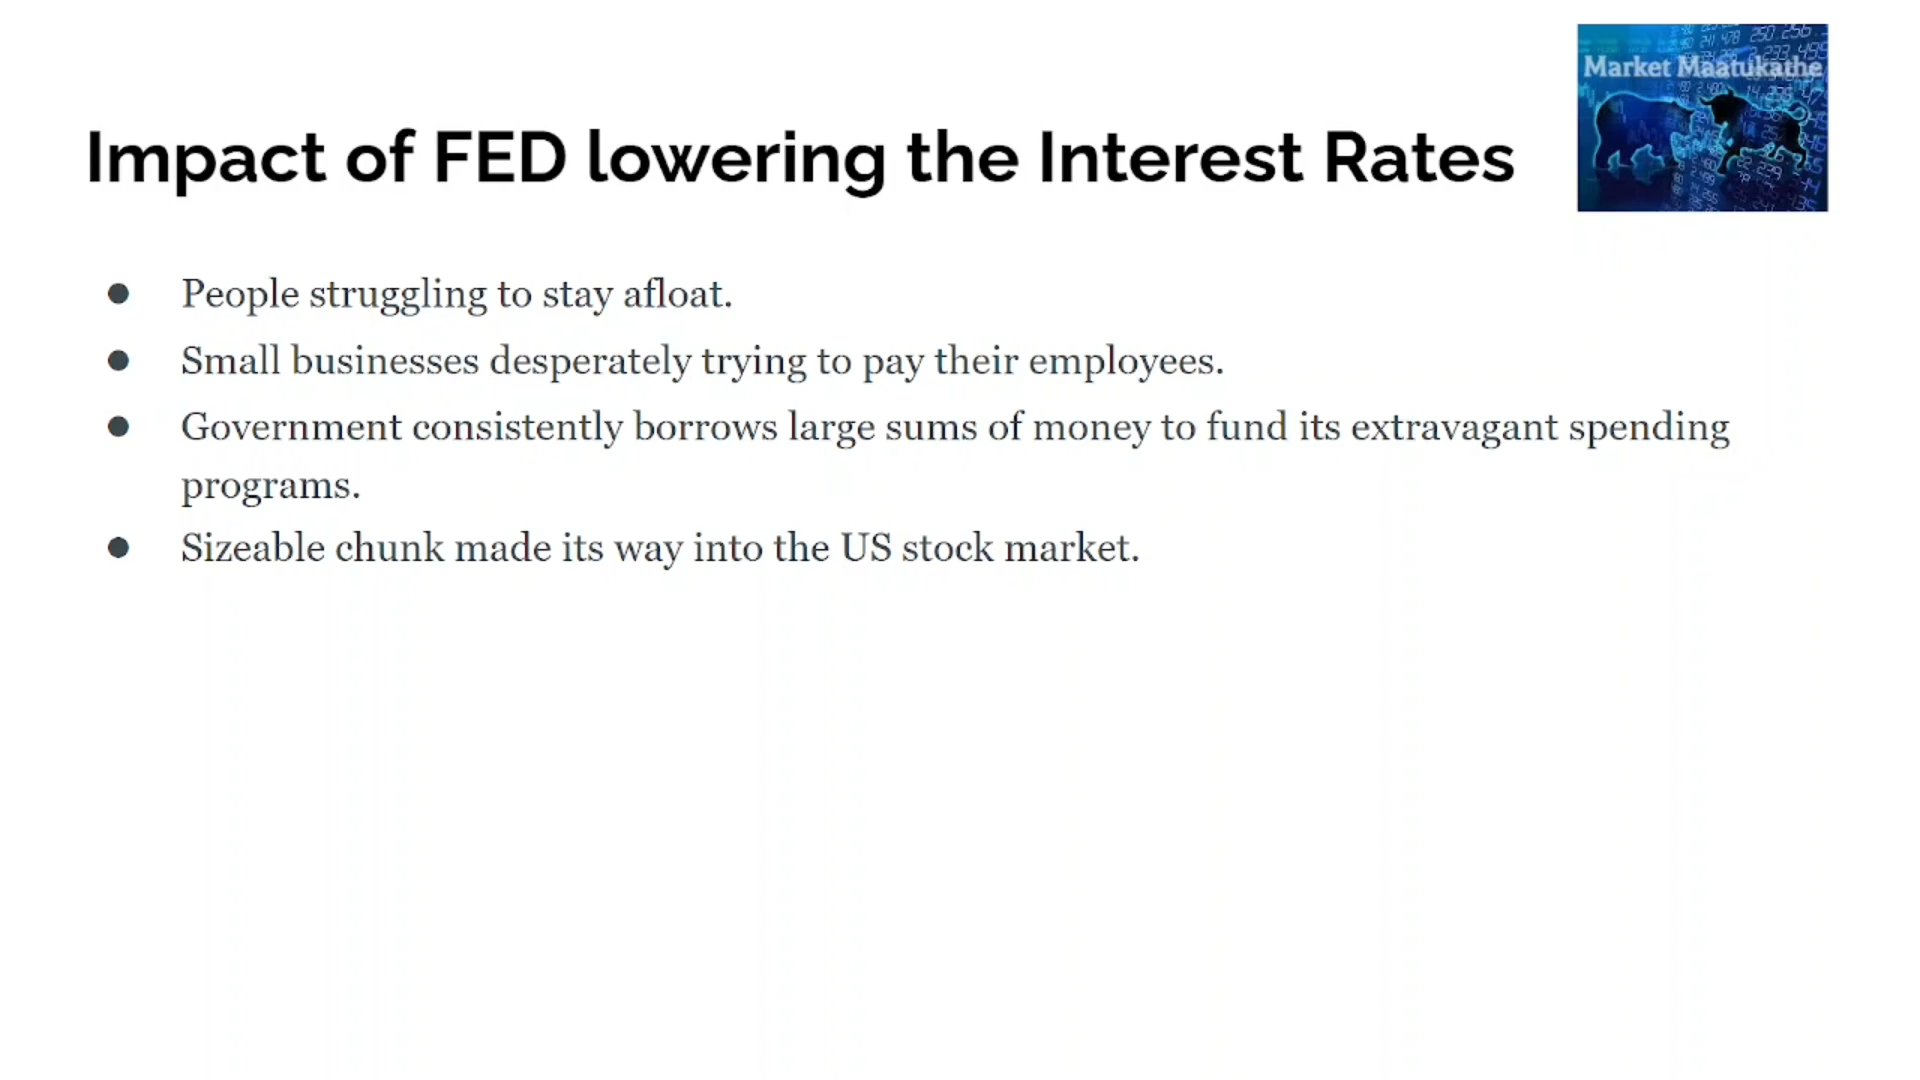 Market Maatukathe
Impact of FED lowering the Interest Rates
● People struggling to stay afloat.
● Small businesses desperately trying to pay their employees.
● Government consistently borrows large sums of money to fund its extravagant spending
programs.
● Sizeable chunk made its way into the US stock market.